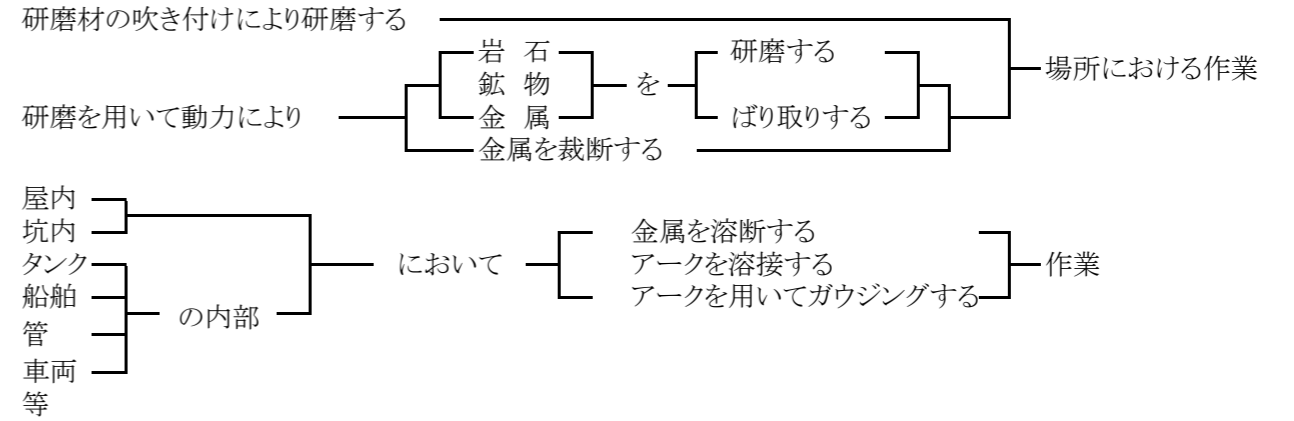 研磨材の吹き付けにより研磨する
岩 石
研磨する
場所における作業
鉱 物
を
研磨を用いて動力により
金 属
ばり取りする
金属を裁断する
屋内
坑内
金属を溶断する
タンク
において
アークを溶接する
作業
船舶
アークを用いてガウジングする
の内部
管
車両
等